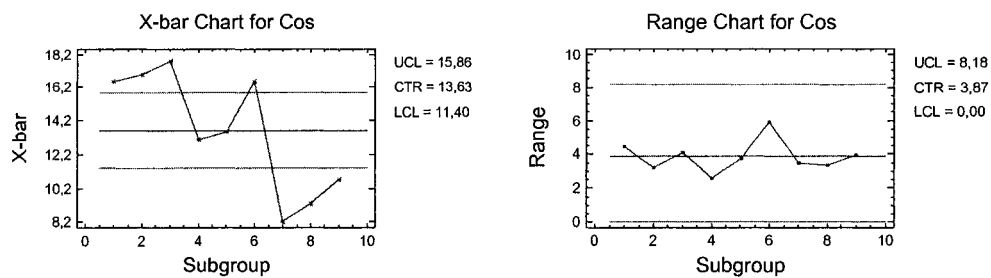 X-bar Chart for Cos
18,2
16,2
14,2
12,2
10,2
8,2
X-bar
0 2 4 6 8 10
Subgroup
UCL = 15,86
CTR = 13,63
LCL = 11,40
Range Chart for Cos
10
8
6
4
2
0
Range
0 2 4 6 8 10
Subgroup
UCL = 8,18
CTR = 3,87
LCL = 0,00